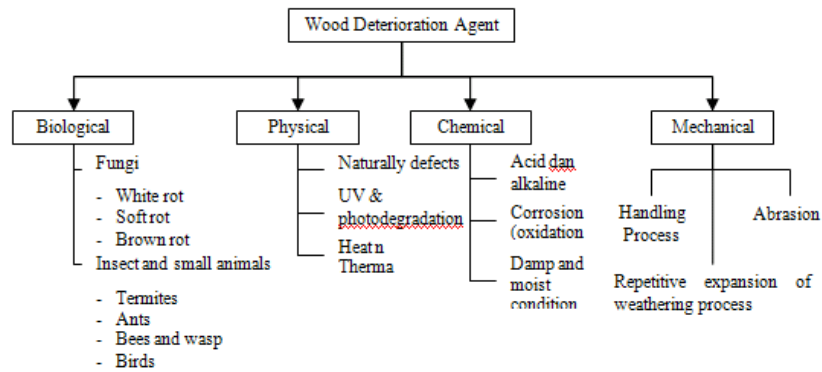 Wood Deterioration Agent
Biological
Physical
Chemical
Mechanical
Fungi
- White rot
- Soft rot
- Brown rot
Insect and small animals
- Termites
- Ants
- Bees and wasp
- Birds
Naturally defects
UV &
photodegradation
Heat n
Therma
Acid dan
alkaline
Corrosion
(oxidation
Damp and
moist
condition
Handling
Process
Abrasion
Repetitive expansion of
weathering process